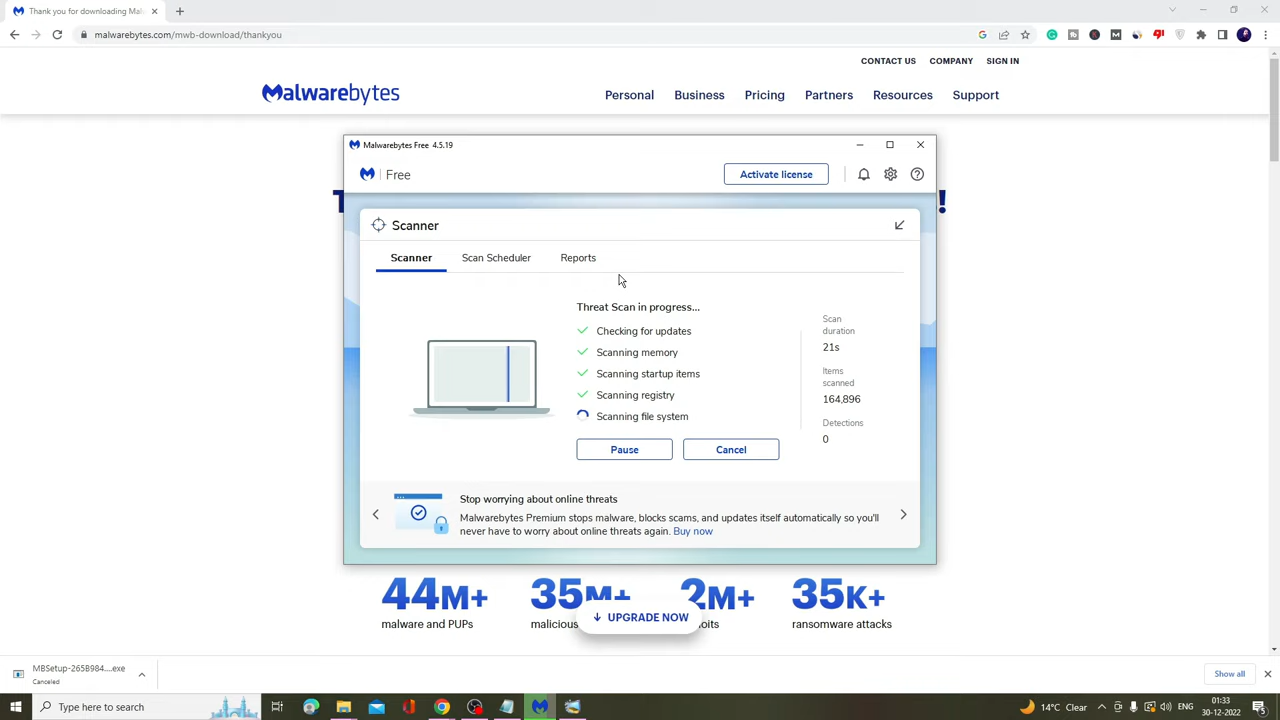 Thank you for downloading Mal
malwarebytes.com/mwb-download/thankyou
CONTACT US COMPANY SIGN IN
Malwarebytes
Personal Business Pricing Partners Resources Support
Malwarebytes Free 4.5.19
Free
Activate license
T !
Scanner
Scanner Scan Scheduler Reports
Threat Scan in progress...
Checking for updates
Scanning memory
Scanning startup items
Scanning registry
Scanning file system
Pause Cancel
Scan
duration
21s
Items
scanned
164,896
Detections
0
Stop worrying about online threats
Malwarebytes Premium stops malware, blocks scams, and updates itself automatically so you'll
never have to worry about online threats again. Buy now
44M+ 35M+ 2M+ 35K+
malware and PUPs malicious oits ransomware attacks
UPGRADE NOW
MBSetup-265B984....exe
Canceled
Show all
Type here to search
14°C Clear
01:33
30-12-2022
5